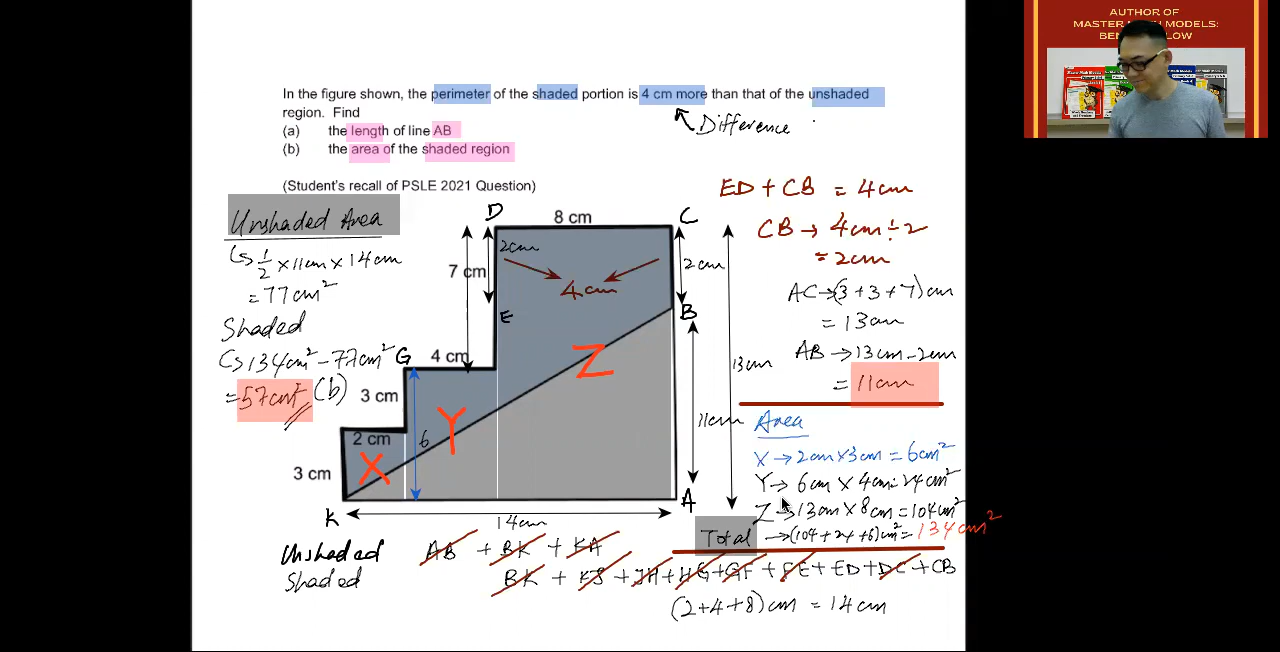 AUTHOR OF
MASTER MATH MODELS:
In the figure shown, the perimeter of the shaded portion is 4 cm more than that of the unshaded
region. Find
(a) the length of line AB
(b) the area of the shaded region
Difference
(Student's recall of PSLE 2021 Question)
Unshaded Area
½ × 11cm × 14cm
= 77cm²
Shaded
134cm² - 77cm²
= 57cm² (b)
D
8 cm
C
2cm
7 cm
4cm
2cm
E
B
G
4 cm
Z
13cm
3 cm
Y
6
11cm
2 cm
X
3 cm
K
A
14cm
ED + CB = 4cm
CB → 4cm ÷ 2
= 2cm
AC → (3 + 3 + 7) cm
= 13cm
AB → 13cm - 2cm
= 11cm
Area
X → 2cm × 3cm = 6cm²
Y → 6cm × 4cm = 24cm²
Z → 13cm × 8cm = 104cm²
Total → (104 + 24 + 6) cm² = 134cm²
Unshaded AB + BK + KA
Shaded BK + KJ + JH + HG + GF + FE + ED + DC + CB
(2+4+8) cm = 14cm